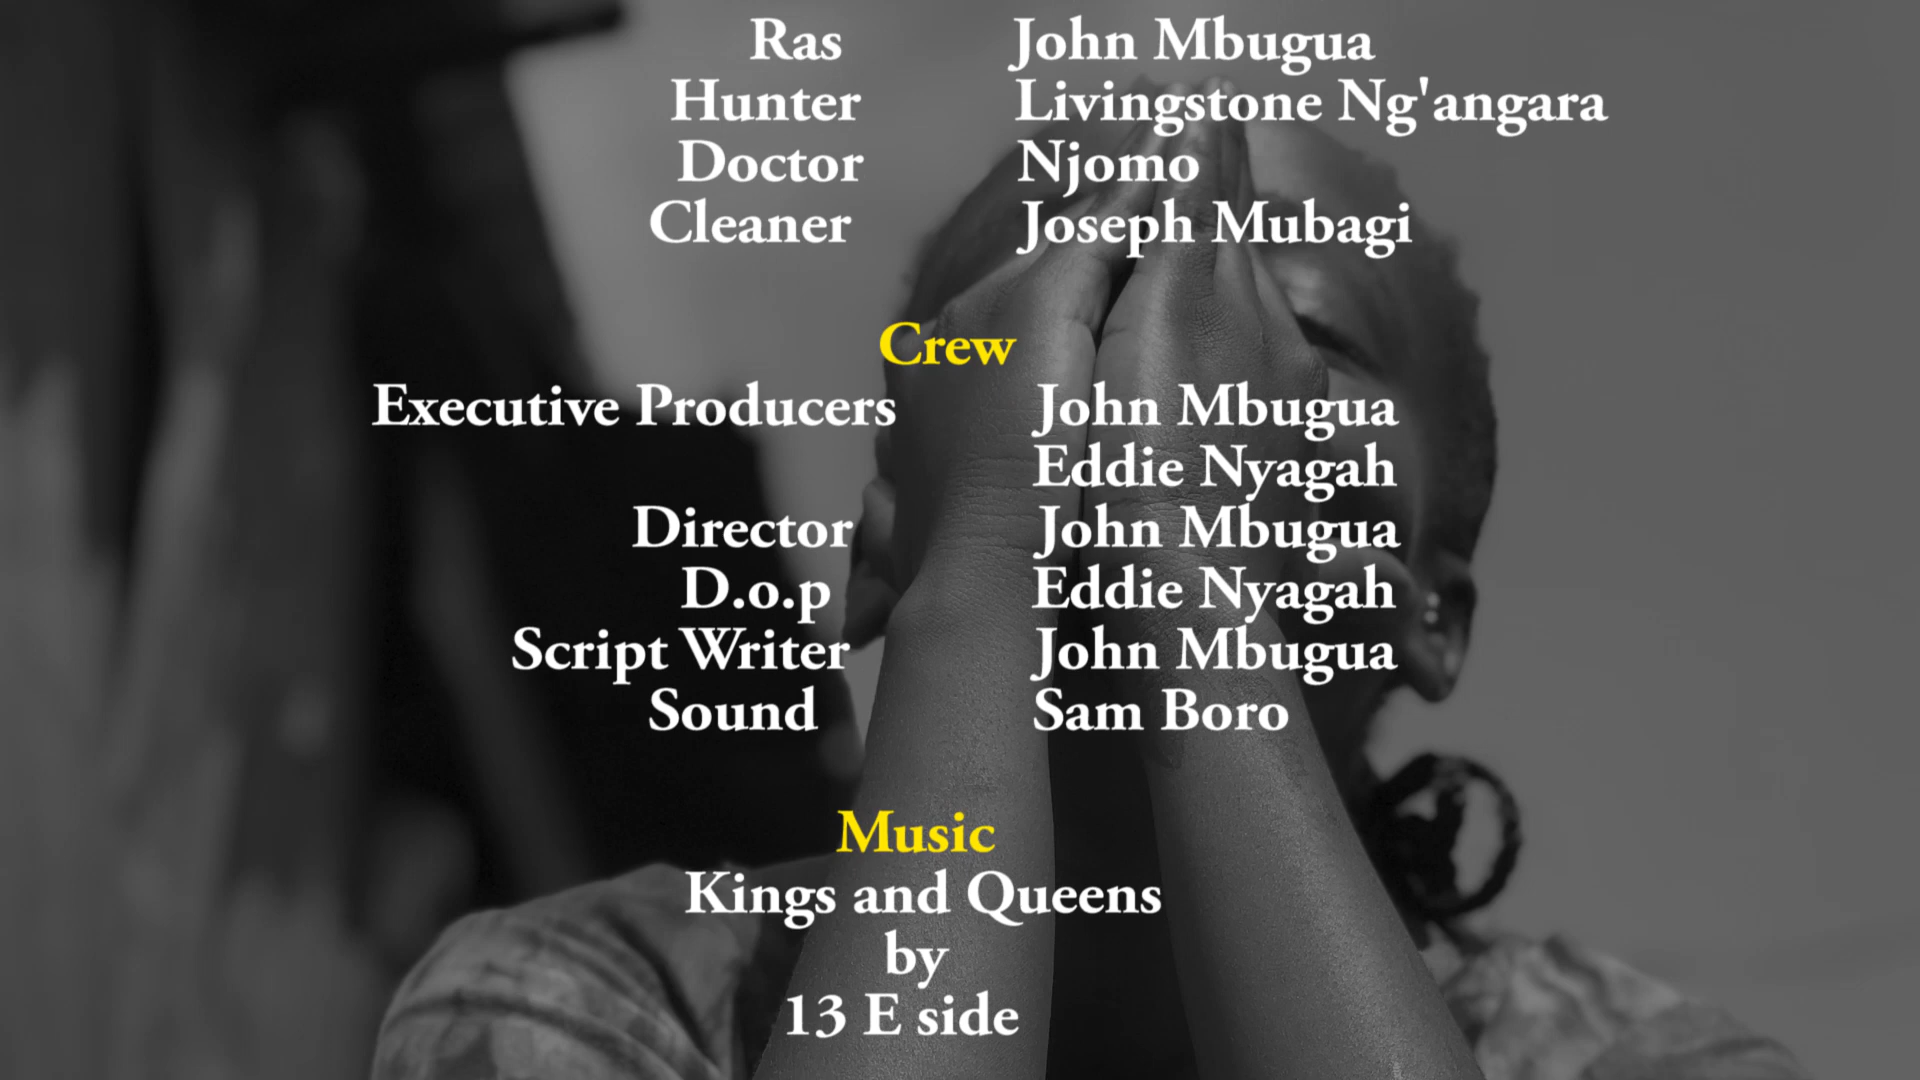 Ras John Mbugua
Hunter Livingstone Ng'angara
Doctor Njomo
Cleaner Joseph Mubagi
Crew
Executive Producers John Mbugua
Eddie Nyagah
Director John Mbugua
D.o.p Eddie Nyagah
Script Writer John Mbugua
Sound Sam Boro
Music
Kings and Queens
by
13 E side